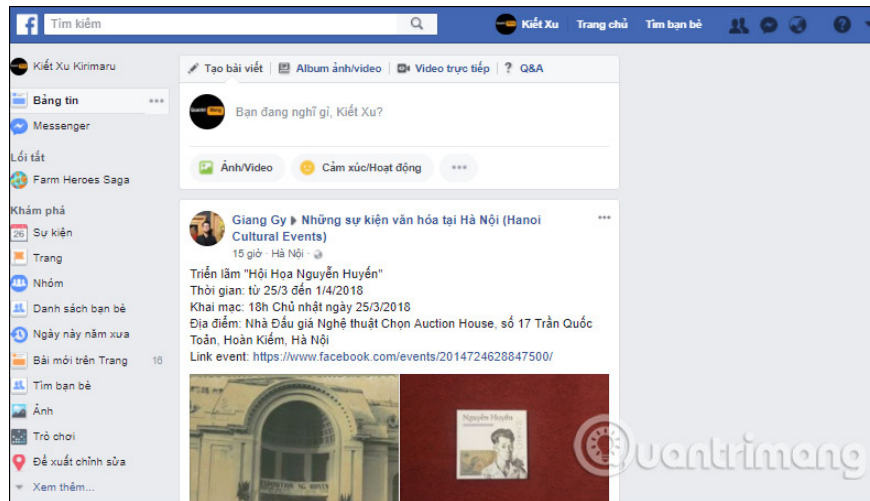 f
Tìm kiếm
Kiết Xu
Trang chủ
Tìm bạn bè
Kiết Xu Kirimaru
Bảng tin
Messenger
Lối tắt
Farm Heroes Saga
Khám phá
26 Sự kiện
Trang
Nhóm
Danh sách bạn bè
Ngày này năm xưa
Bài mới trên Trang 16
Tìm bạn bè
Ảnh
Trò chơi
Đề xuất chỉnh sửa
Xem thêm...
Tạo bài viết
Album ảnh/video
Video trực tiếp
? Q&A
Bạn đang nghĩ gì, Kiết Xu?
Ảnh/Video
Cảm xúc/Hoạt động
Giang Gy ▸ Những sự kiện văn hóa tại Hà Nội (Hanoi
Cultural Events)
15 giờ · Hà Nội ·
Triển lãm "Hội Họa Nguyễn Huyến"
Thời gian: từ 25/3 đến 1/4/2018
Khai mạc: 18h Chủ nhật ngày 25/3/2018
Địa điểm: Nhà Đấu giá Nghệ thuật Chọn Auction House, số 17 Trần Quốc
Toản, Hoàn Kiếm, Hà Nội
Link event: https://www.facebook.com/events/2014724628847500/
Nguyễn Huyến
Quantrimang